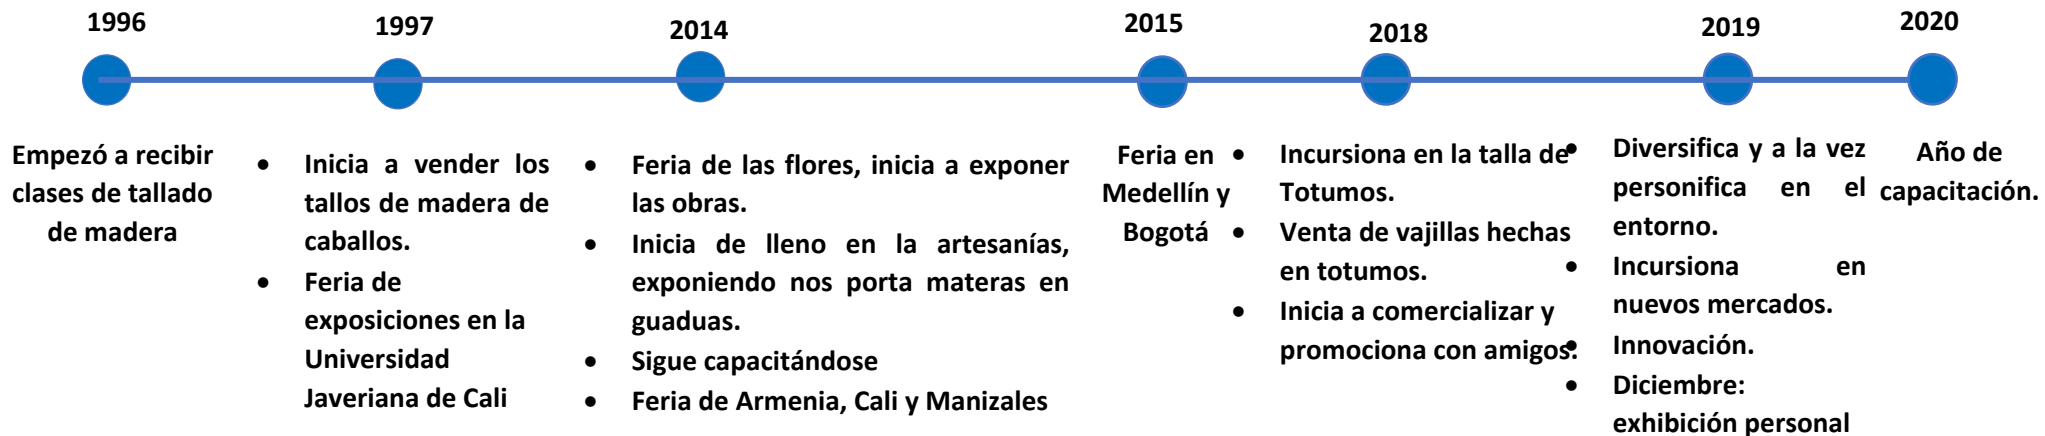 1996
Empezó a recibir
clases de tallado
de madera
1997
• Inicia a vender los
tallos de madera de
caballos.
• Feria de
exposiciones en la
Universidad
Javeriana de Cali
2014
• Feria de las flores, inicia a exponer
las obras.
• Inicia de lleno en la artesanías,
exponiendo nos porta materas en
guaduas.
• Sigue capacitándose
• Feria de Armenia, Cali y Manizales
2015
Feria en
Medellín y
Bogotá
2018
• Incursiona en la talla de
Totumos.
• Venta de vajillas hechas
en totumos.
• Inicia a comercializar y
promociona con amigos.
2019
• Diversifica y a la vez
personifica en el
entorno.
• Incursiona en
nuevos mercados.
• Innovación.
• Diciembre:
exhibición personal
2020
Año de
capacitación.